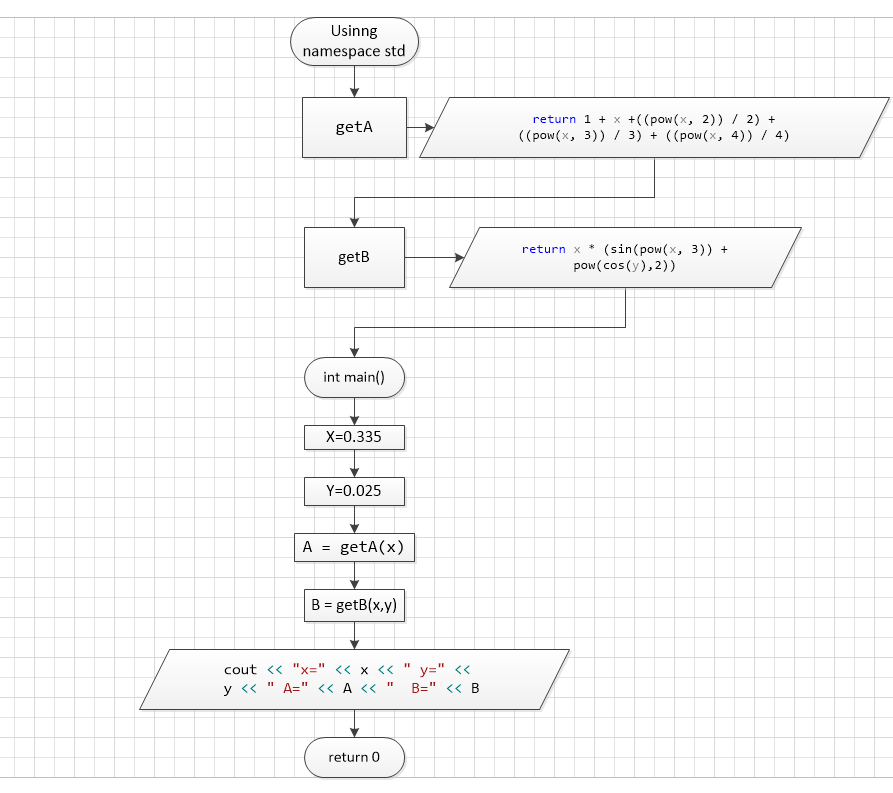 Usinng
namespace std
getA
return 1 + x +((pow(x, 2)) / 2) +
((pow(x, 3)) / 3) + ((pow(x, 4)) / 4)
getB
return x * (sin(pow(x, 3)) +
pow(cos(y),2))
int main()
X=0.335
Y=0.025
A = getA(x)
B = getB(x,y)
cout << "x=" << x << " y=" <<
y << " A=" << A << "  B=" << B
return 0